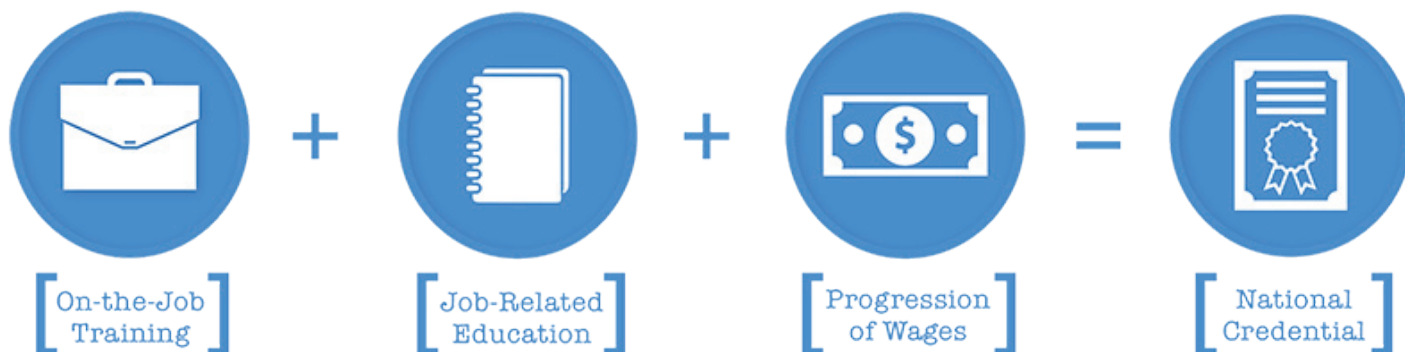 +
+
=
$
On-the-Job
Training
Job-Related
Education
Progression
of Wages
National
Credential